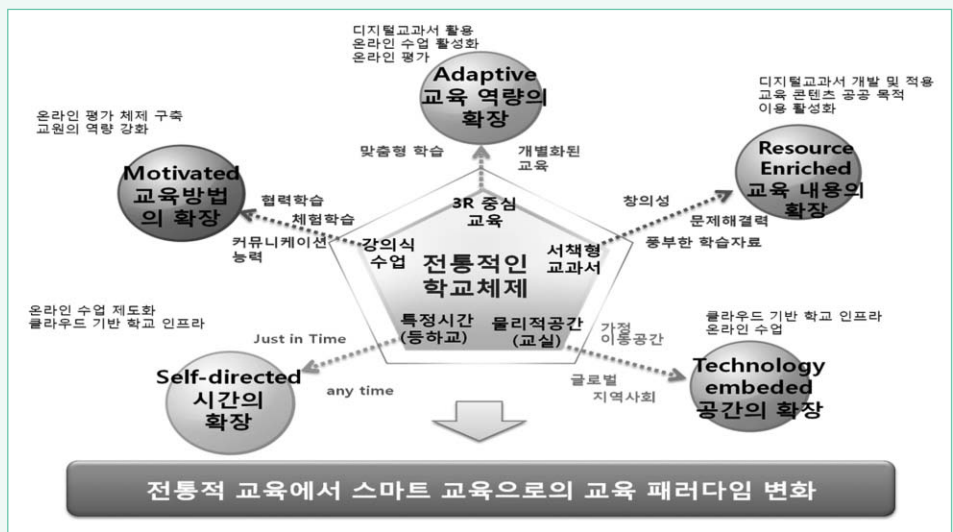 디지털교과서 활용
온라인 수업 활성화
온라인 평가
Adaptive
교육 역량의
확장
디지털교과서 개발 및 적용
교육 콘텐츠 공공 목적
이용 활성화
온라인 평가 체제 구축
교원의 역량 강화
맞춤형 학습
개별화된
교육
Resource
Enriched
교육 내용의
확장
Motivated
교육방법
의 확장
협력학습
체험학습
커뮤니케이션
능력
3R 중심
교육
창의성
문제해결력
풍부한 학습자료
강의식
수업
서책형
교과서
전통적인
학교체제
온라인 수업 제도화
클라우드 기반 학교 인프라
특정시간
(등하교)
물리적공간
(교실)
가정
이동공간
클라우드 기반 학교 인프라
온라인 수업
Just in Time
any time
Self-directed
시간의
확장
글로벌
지역사회
Technology
embeded
공간의 확장
전통적 교육에서 스마트 교육으로의 교육 패러다임 변화